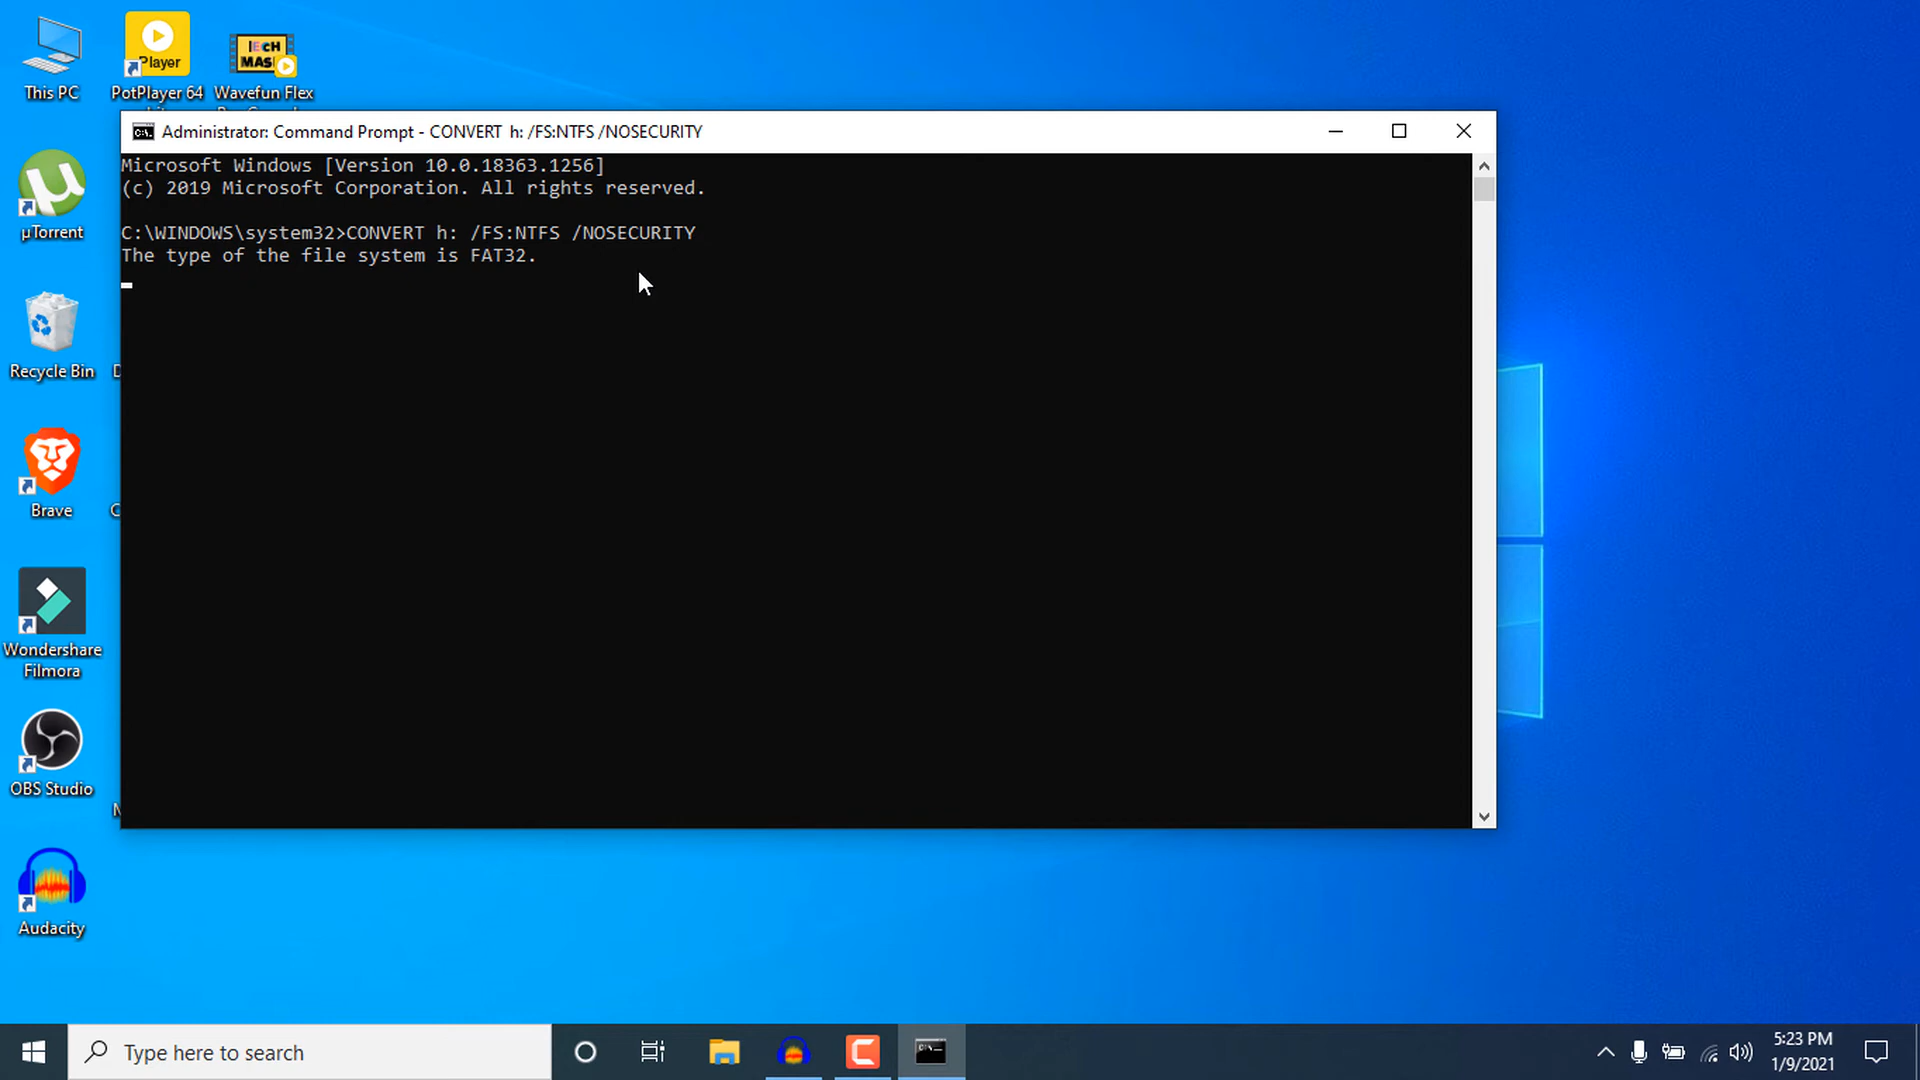 This PC
PotPlayer 64
Player
TECH
MAS
Wavefun Flex
Administrator: Command Prompt - CONVERT h: /FS:NTFS /NOSECURITY
Microsoft Windows [Version 10.0.18363.1256]
(c) 2019 Microsoft Corporation. All rights reserved.
C:\WINDOWS\system32>CONVERT h: /FS:NTFS /NOSECURITY
The type of the file system is FAT32.
µTorrent
Recycle Bin
Brave
Wondershare
Filmora
OBS Studio
Audacity
Type here to search
5:23 PM
1/9/2021